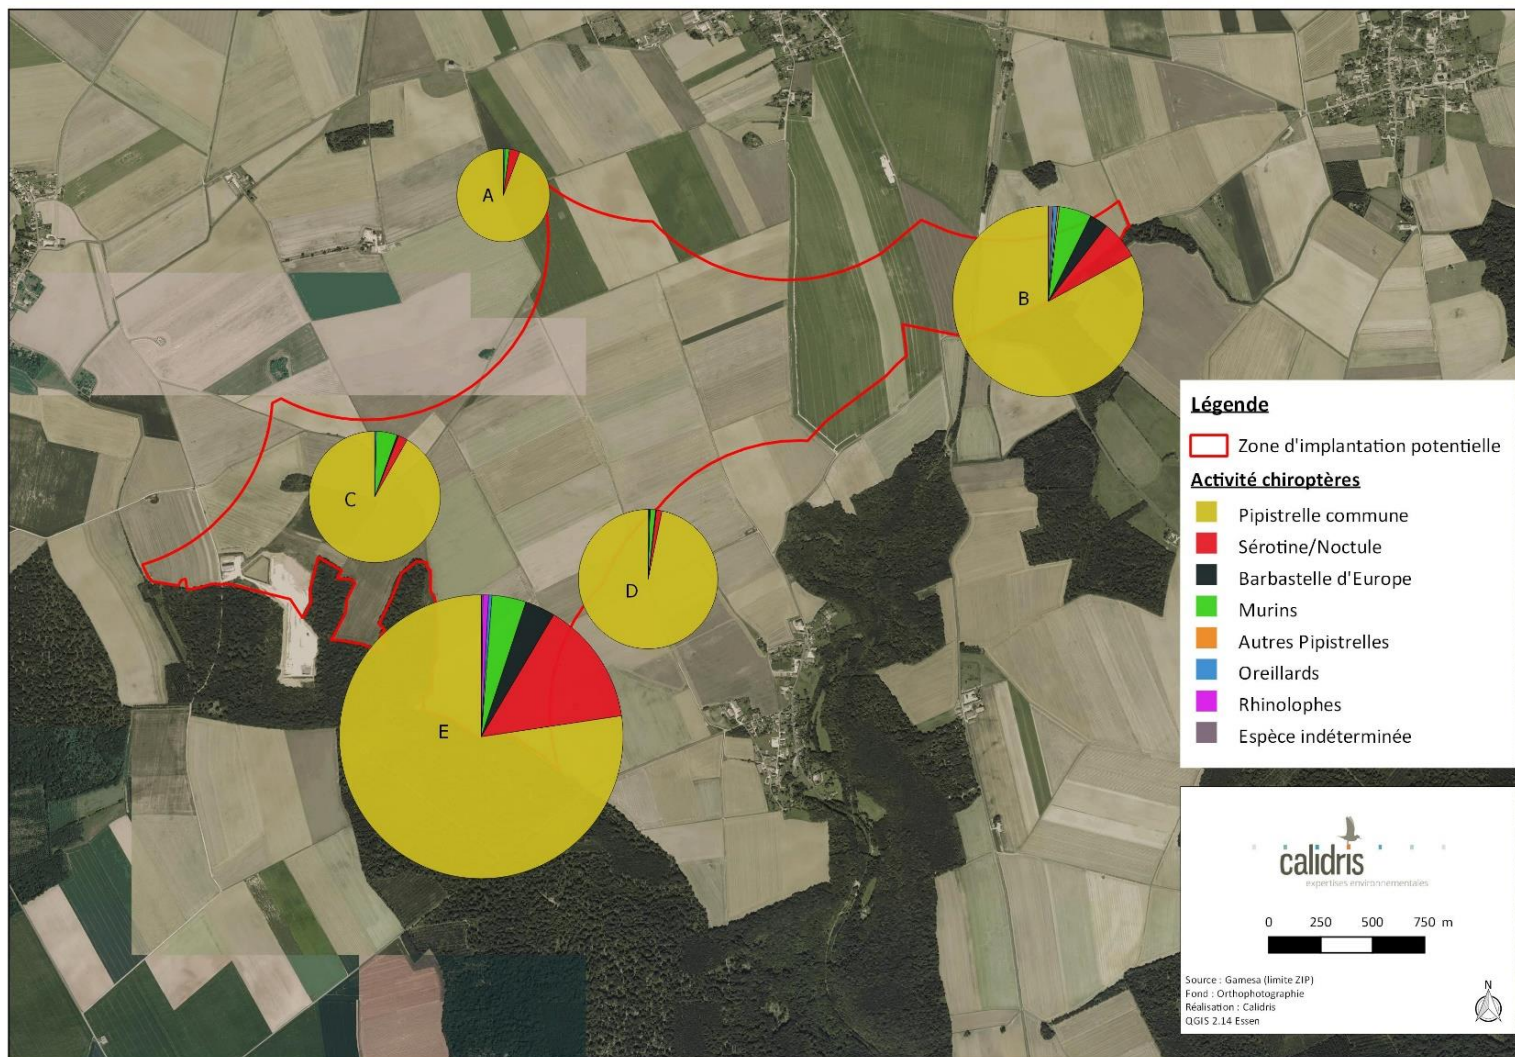 A
B
C
D
E
Légende
Zone d'implantation potentielle
Activité chiroptères
Pipistrelle commune
Sérotine/Noctule
Barbastelle d'Europe
Murins
Autres Pipistrelles
Oreillards
Rhinolophes
Espèce indéterminée
calidris
expertises environnementales
0 250 500 750 m
Source : Gamesa (limite ZIP)
Fond : Orthophotographie
Réalisation : Calidris
QGIS 2.14 Essen
N